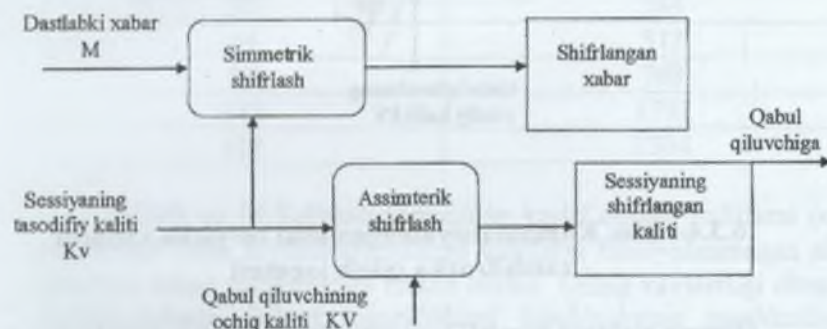 Dastlabki xabar
M
Simmetrik
shifrlash
Shifrlangan
xabar
Qabul
qiluvchiga
Sessiyaning
tasodifiy kaliti
Kv
Assimterik
shifrlash
Sessiyaning
shifrlangan
kaliti
Qabul qiluvchining
ochiq kaliti KV